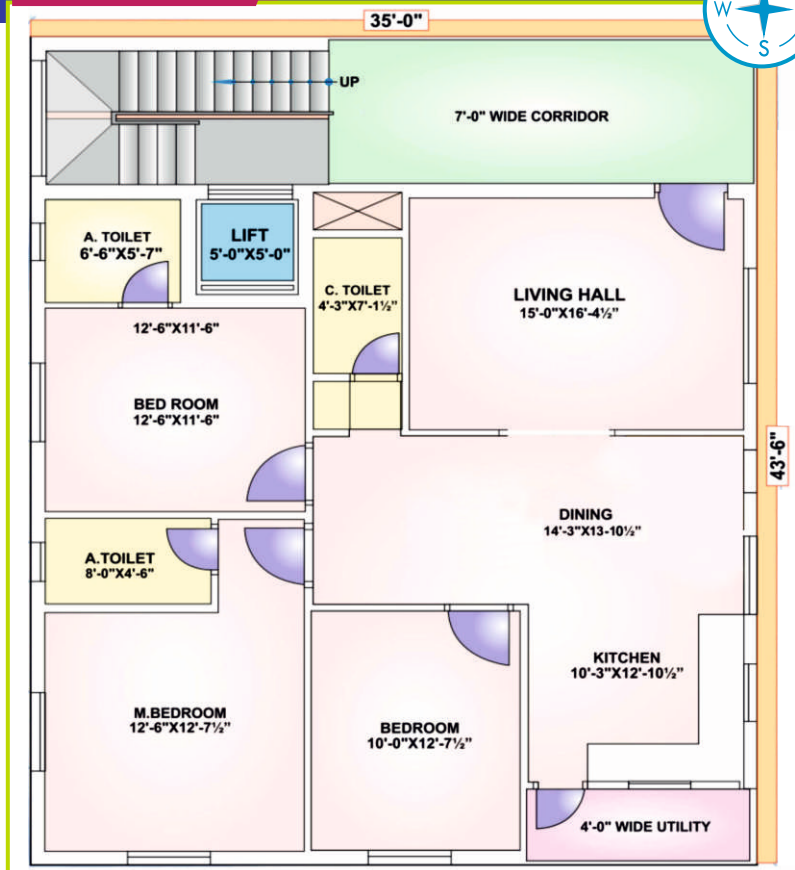 35'-0"
W
S
UP
7'-0" WIDE CORRIDOR
A. TOILET
6'-6"X5'-7"
LIFT
5'-0"X5'-0"
C. TOILET
4'-3"X7'-1½"
LIVING HALL
15'-0"X16'-4½"
12'-6"X11'-6"
BED ROOM
12'-6"X11'-6"
43'-6"
DINING
14'-3"X13-10½"
A.TOILET
8'-0"X4'-6"
KITCHEN
10'-3"X12'-10½"
M.BEDROOM
12'-6"X12'-7½"
BEDROOM
10'-0"X12'-7½"
4'-0" WIDE UTILITY